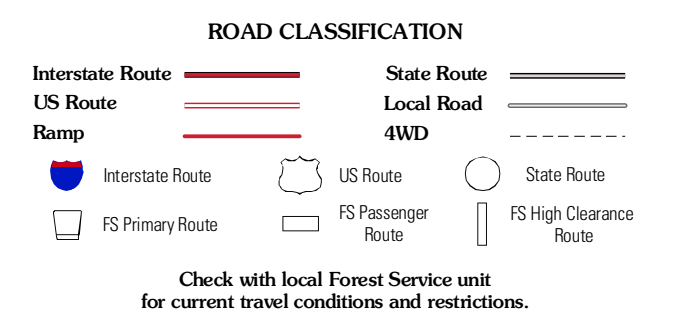 ROAD CLASSIFICATION
Interstate Route
State Route
US Route
Local Road
Ramp
4WD
Interstate Route
US Route
State Route
FS Primary Route
FS Passenger
Route
FS High Clearance
Route
Check with local Forest Service unit
for current travel conditions and restrictions.